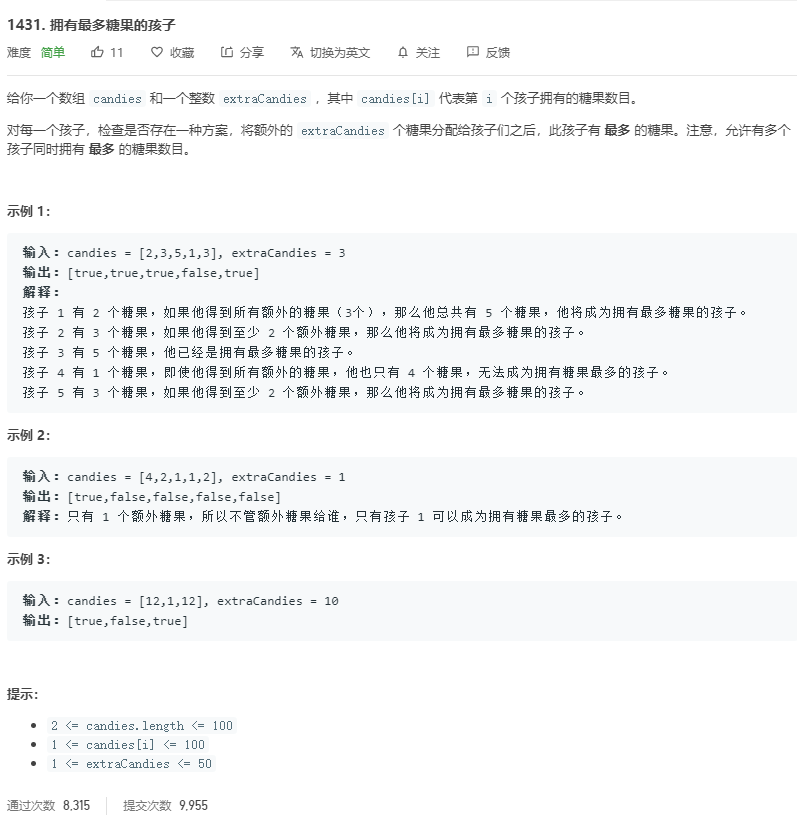 1431. 拥有最多糖果的孩子
难度 简单 11 收藏 分享 切换为英文 关注 反馈
给你一个数组 candies 和一个整数 extraCandies ，其中 candies[i] 代表第 i 个孩子拥有的糖果数目。
对每一个孩子，检查是否存在一种方案，将额外的 extraCandies 个糖果分配给孩子们之后，此孩子有 最多 的糖果。注意，允许有多个
孩子同时拥有 最多 的糖果数目。
示例 1：
输入：candies = [2,3,5,1,3], extraCandies = 3
输出：[true,true,true,false,true]
解释：
孩子 1 有 2 个糖果，如果他得到所有额外的糖果（3个），那么他总共有 5 个糖果，他将成为拥有最多糖果的孩子。
孩子 2 有 3 个糖果，如果他得到至少 2 个额外糖果，那么他将成为拥有最多糖果的孩子。
孩子 3 有 5 个糖果，他已经是拥有最多糖果的孩子。
孩子 4 有 1 个糖果，即使他得到所有额外的糖果，他也只有 4 个糖果，无法成为拥有糖果最多的孩子。
孩子 5 有 3 个糖果，如果他得到至少 2 个额外糖果，那么他将成为拥有最多糖果的孩子。
示例 2：
输入：candies = [4,2,1,1,2], extraCandies = 1
输出：[true,false,false,false,false]
解释：只有 1 个额外糖果，所以不管额外糖果给谁，只有孩子 1 可以成为拥有糖果最多的孩子。
示例 3：
输入：candies = [12,1,12], extraCandies = 10
输出：[true,false,true]
提示：
2 <= candies.length <= 100
1 <= candies[i] <= 100
1 <= extraCandies <= 50
通过次数 8,315 提交次数 9,955